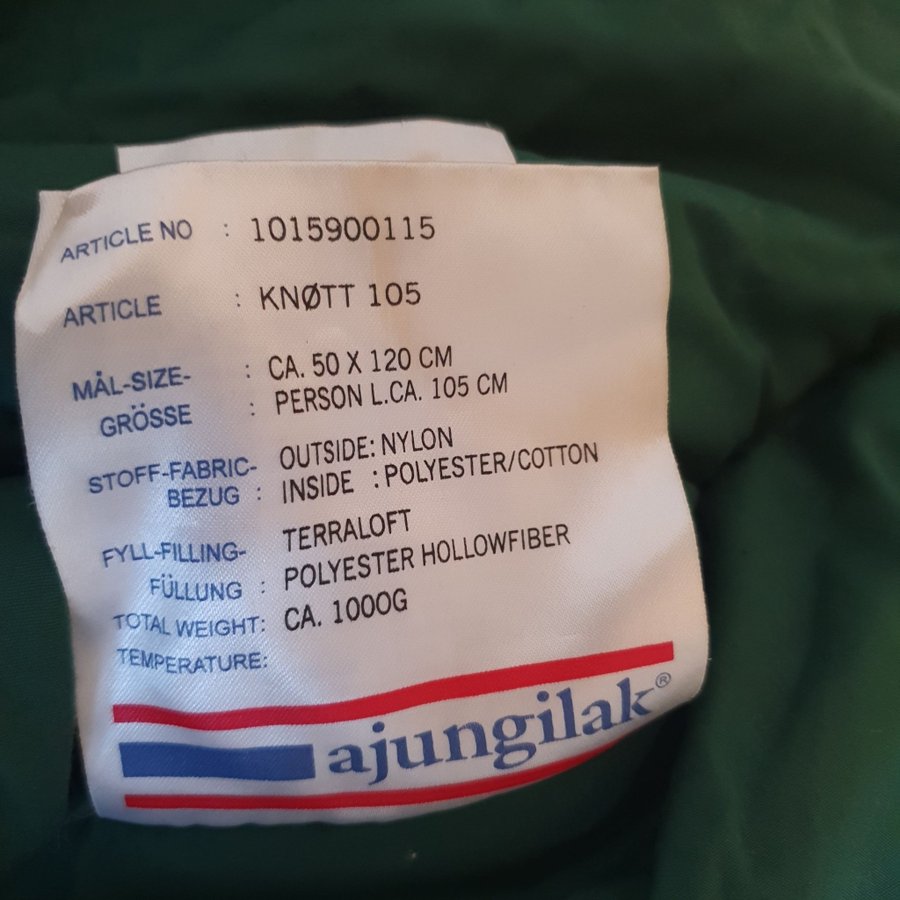 ARTICLE NO : 1015900115
ARTICLE : KNØTT 105
MÅL-SIZE- : CA. 50 X 120 CM
GRÖSSE : PERSON L.CA. 105 CM
STOFF-FABRIC- OUTSIDE: NYLON
BEZUG : INSIDE : POLYESTER/COTTON
FYLL-FILLING- TERRALOFT
FÜLLUNG : POLYESTER HOLLOWFIBER
TOTAL WEIGHT: CA. 1000G
TEMPERATURE:
ajungilak®